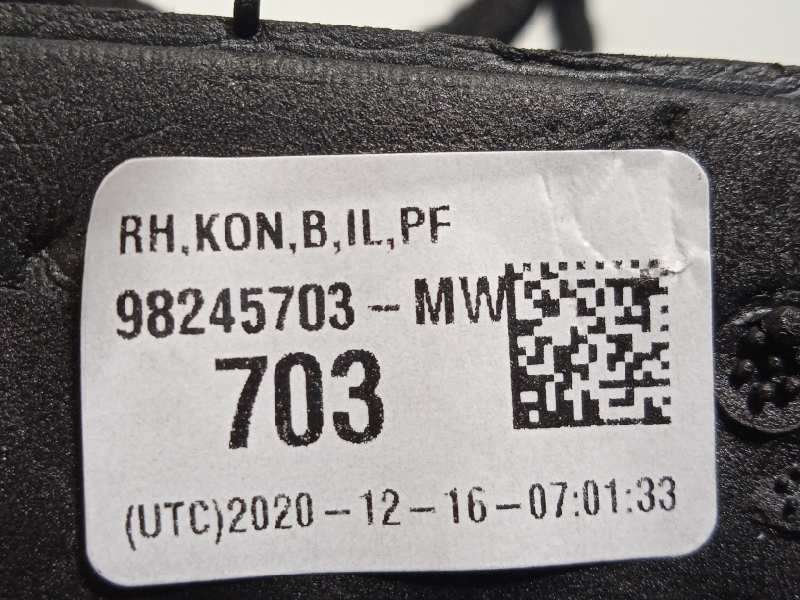 RH,KON,B,IL,PF
98245703-MW
703
(UTC)2020-12-16-07:01:33